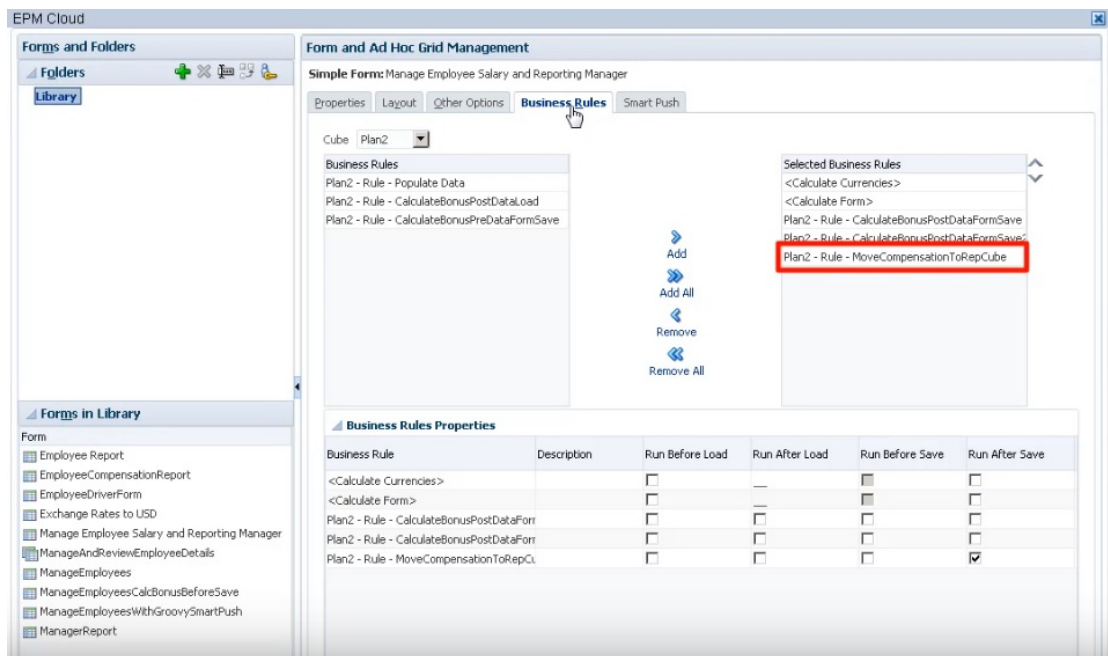 EPM Cloud
Forms and Folders
Folders
Library
Forms in Library
Form
Employee Report
EmployeeCompensationReport
EmployeeDriverForm
Exchange Rates to USD
Manage Employee Salary and Reporting Manager
ManageAndReviewEmployeeDetails
ManageEmployees
ManageEmployeesCalcBonusBeforeSave
ManageEmployeesWithGroovySmartPush
ManagerReport
Form and Ad Hoc Grid Management
Simple Form: Manage Employee Salary and Reporting Manager
Properties Layout Other Options Business Rules Smart Push
Cube Plan2
Business Rules
Plan2 - Rule - Populate Data
Plan2 - Rule - CalculateBonusPostDataLoad
Plan2 - Rule - CalculateBonusPreDataFormSave
Add
Add All
Remove
Remove All
Selected Business Rules
<Calculate Currencies>
<Calculate Form>
Plan2 - Rule - CalculateBonusPostDataFormSave
Plan2 - Rule - CalculateBonusPostDataFormSave2
Plan2 - Rule - MoveCompensationToRepCube
Business Rules Properties
Business Rule Description Run Before Load Run After Load Run Before Save Run After Save
<Calculate Currencies>
<Calculate Form>
Plan2 - Rule - CalculateBonusPostDataForr
Plan2 - Rule - CalculateBonusPostDataForr
Plan2 - Rule - MoveCompensationToRepCu